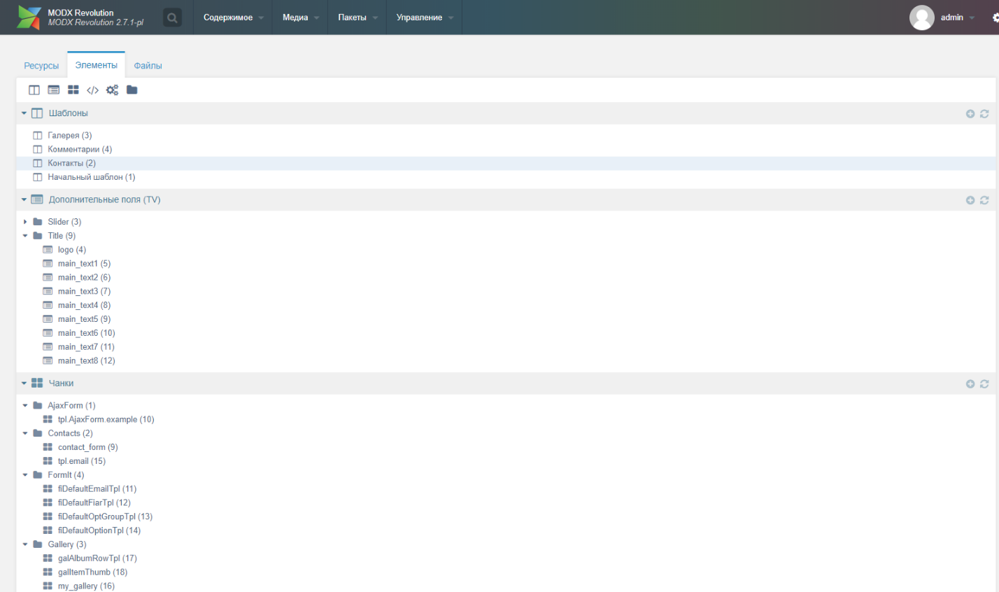 MODX Revolution
MODX Revolution 2.7.1-pl
Содержимое
Медиа
Пакеты
Управление
admin
Ресурсы
Элементы
Файлы
Шаблоны
Галерея (3)
Комментарии (4)
Контакты (2)
Начальный шаблон (1)
Дополнительные поля (TV)
Slider (3)
Title (9)
logo (4)
main_text1 (5)
main_text2 (6)
main_text3 (7)
main_text4 (8)
main_text5 (9)
main_text6 (10)
main_text7 (11)
main_text8 (12)
Чанки
AjaxForm (1)
tpl.AjaxForm.example (10)
Contacts (2)
contact_form (9)
tpl.email (15)
FormIt (4)
fiDefaultEmailTpl (11)
fiDefaultFiarTpl (12)
fiDefaultOptGroupTpl (13)
fiDefaultOptionTpl (14)
Gallery (3)
galAlbumRowTpl (17)
galItemThumb (18)
my_gallery (16)